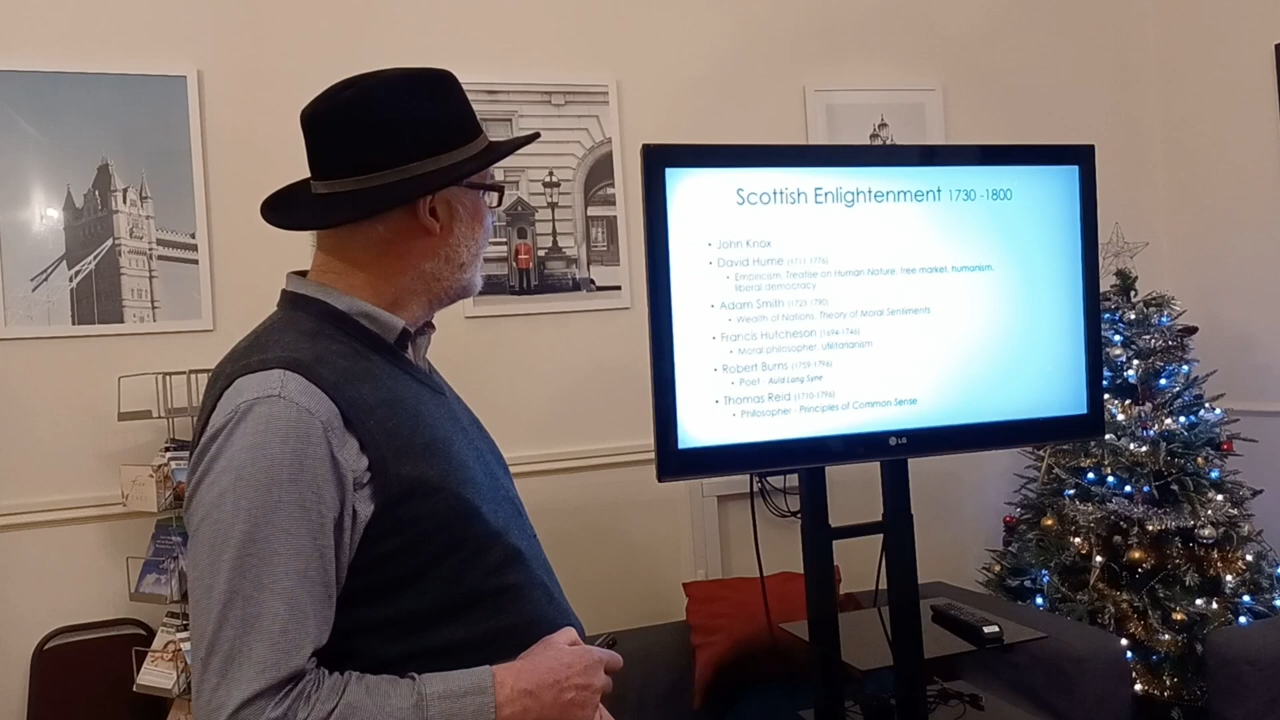 Scottish Enlightenment 1730 -1800
• John Knox
• David Hume (1711-1776)
• Empiricism, Treatise on Human Nature, free market, humanism,
liberal democracy
• Adam Smith (1723-1790)
• Wealth of Nations, Theory of Moral Sentiments
• Francis Hutcheson (1694-1746)
• Moral philosopher, utilitarianism
• Robert Burns (1759-1796)
• Poet - Auld Lang Syne
• Thomas Reid (1710-1796)
• Philosopher - Principles of Common Sense
LG